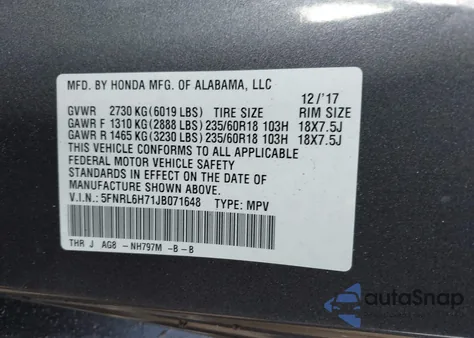 MFD. BY HONDA MFG. OF ALABAMA, LLC
12/'17
GVWR 2730 KG(6019 LBS) TIRE SIZE RIM SIZE
GAWR F 1310 KG(2888 LBS)235/60R18 103H 18X7.5J
GAWR R 1465 KG(3230 LBS)235/60R18 103H 18X7.5J
THIS VEHICLE CONFORMS TO ALL APPLICABLE
FEDERAL MOTOR VEHICLE SAFETY
STANDARDS IN EFFECT ON THE DATE OF
MANUFACTURE SHOWN ABOVE.
V.I.N.: 5FNRL6H71JB071648 TYPE: MPV
THR J AG8 -NH797M -B -B
autoSnap